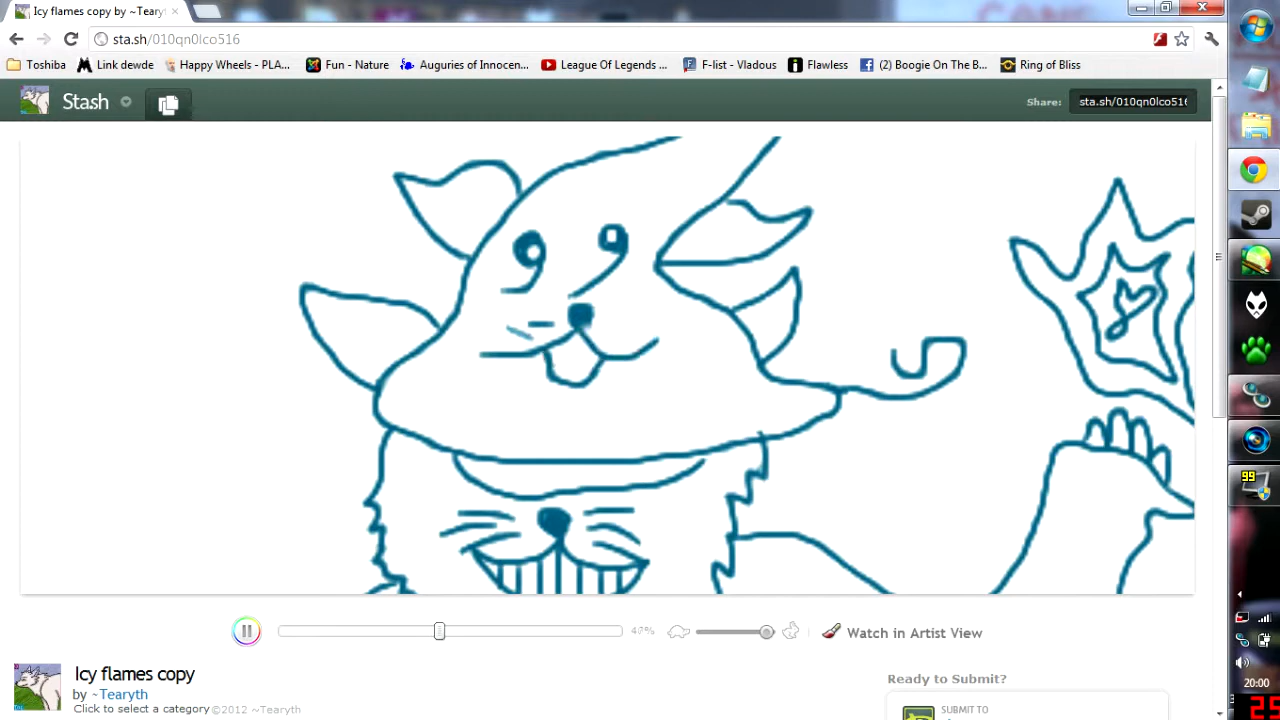 Icy flames copy by ~Teary
sta.sh/010qn0lco516
Toshiba
Link dewde
Happy Wheels - PLA...
Fun - Nature
Auguries of Innocen...
League Of Legends ...
F-list - Vladous
Flawless
(2) Boogie On The B...
Ring of Bliss
Stash
Share:
sta.sh/010qn0lco516
Watch in Artist View
Icy flames copy
by ~Tearyth
Click to select a category ©2012 ~Tearyth
Ready to Submit?
SUBMIT TO
99
20:00
25